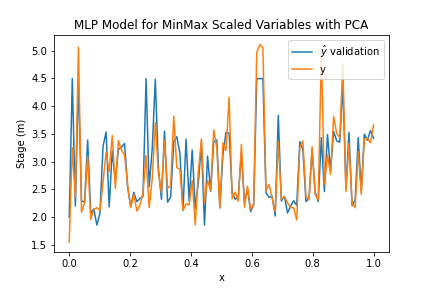 MLP Model for MinMax Scaled Variables with PCA
ŷ validation
y
Stage (m)
5.0
4.5
4.0
3.5
3.0
2.5
2.0
1.5
0.0 0.2 0.4 0.6 0.8 1.0
x